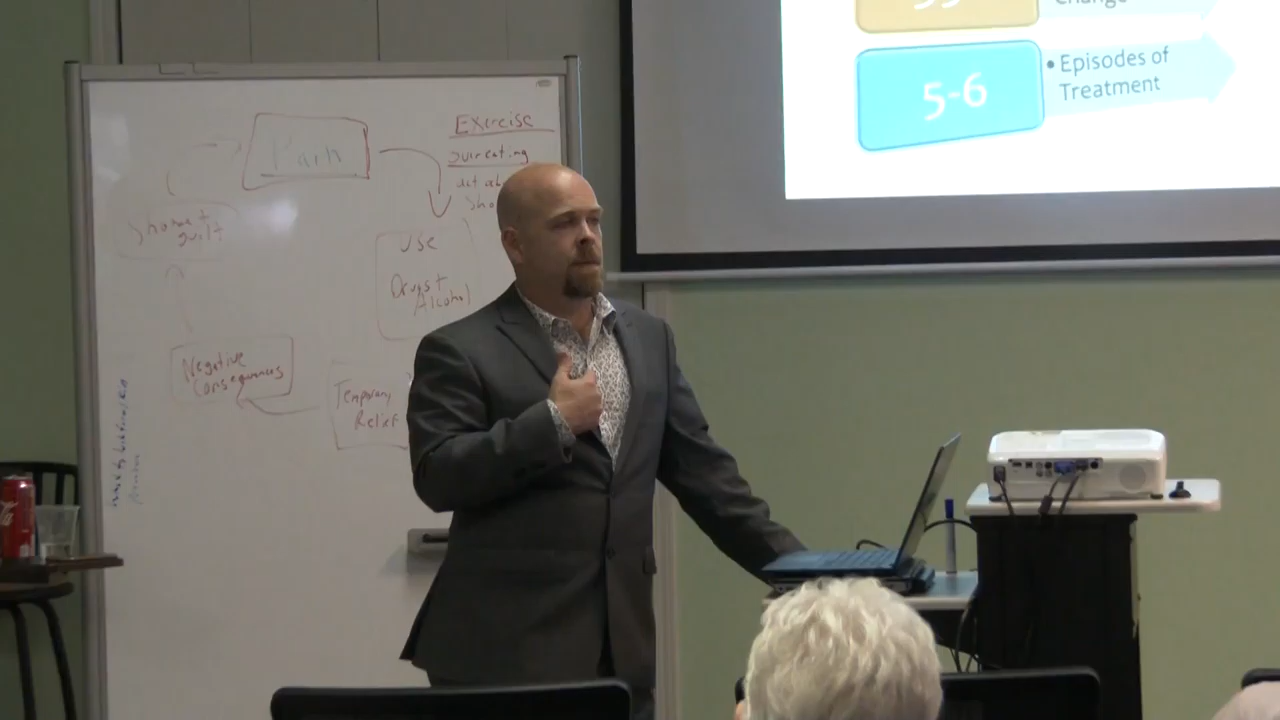 Pain
Exercise
overeating
Shame +
guilt
Use
Drugs +
Alcohol
Negative
Consequences
Temporary
Relief
Change
5-6
• Episodes of
Treatment